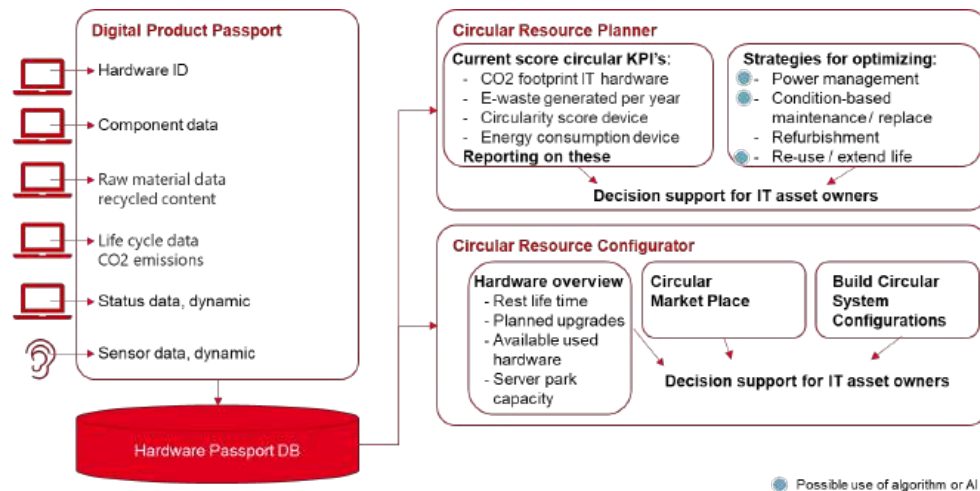 Digital Product Passport
Hardware ID
Component data
Raw material data
recycled content
Life cycle data
CO2 emissions
Status data, dynamic
Sensor data, dynamic
Hardware Passport DB
Circular Resource Planner
Current score circular KPI's:
- CO2 footprint IT hardware
- E-waste generated per year
- Circularity score device
- Energy consumption device
Reporting on these
Strategies for optimizing:
- Power management
- Condition-based
maintenance / replace
- Refurbishment
- Re-use / extend life
Decision support for IT asset owners
Circular Resource Configurator
Hardware overview
- Rest life time
- Planned upgrades
- Available used
hardware
- Server park
capacity
Circular
Market Place
Build Circular
System
Configurations
Decision support for IT asset owners
Possible use of algorithm or AI